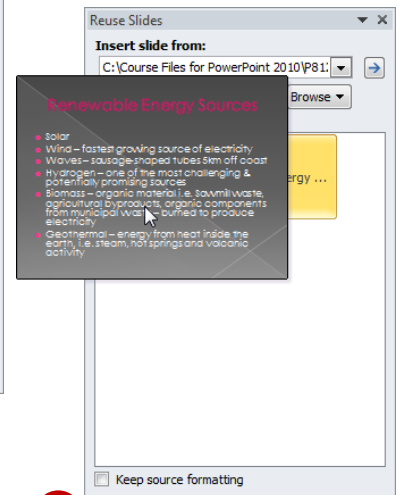 Reuse Slides
Insert slide from:
C:\Course Files for PowerPoint 2010\P81
Browse
Renewable Energy Sources
Solar
Wind – fastest growing source of electricity
Waves – sausage-shaped tubes 5km off coast
Hydrogen – one of the most challenging &
potentially promising sources
Biomass – organic material i.e. Sawmill waste,
agricultural byproducts, organic components
from municipal waste – burned to produce
electricity
Geothermal – energy from heat inside the
earth, i.e. steam, hot springs and volcanic
activity
ergy ...
Keep source formatting